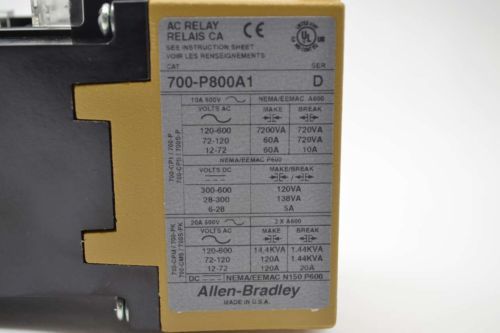 AC RELAY
RELAIS CA
CE
UL
SEE INSTRUCTION SHEET
VOIR LES RENSEIGNEMENTS
CAT SER
700-P800A1 D
10A 600V NEMA/EEMAC A600
VOLTS AC MAKE BREAK
120-600 7200VA 720VA
72-120 60A 720VA
12-72 60A 10A
NEMA/EEMAC P600
VOLTS DC MAKE/BREAK
300-600 120VA
28-300 138VA
6-28 5A
20A 600V 2 X A600
VOLTS AC MAKE BREAK
120-600 14.4KVA 1.44KVA
72-120 120A 1.44KVA
12-72 120A 20A
DC NEMA/EEMAC N150 P600
Allen-Bradley
MADE IN U.S.A.